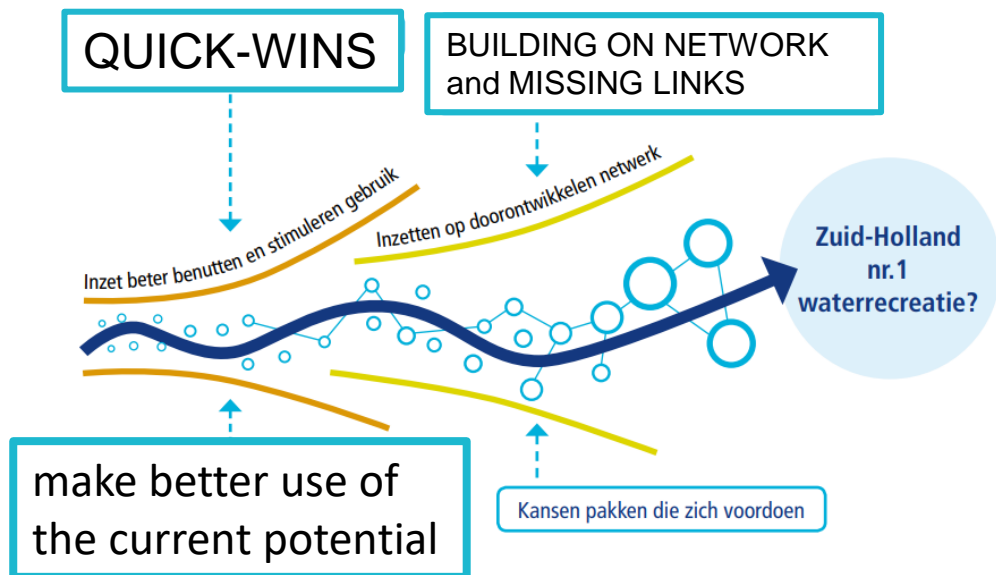 QUICK-WINS
BUILDING ON NETWORK
and MISSING LINKS
Inzet beter benutten en stimuleren gebruik
Inzetten op doorontwikkelen netwerk
Zuid-Holland
nr.1
waterrecreatie?
make better use of
the current potential
Kansen pakken die zich voordoen